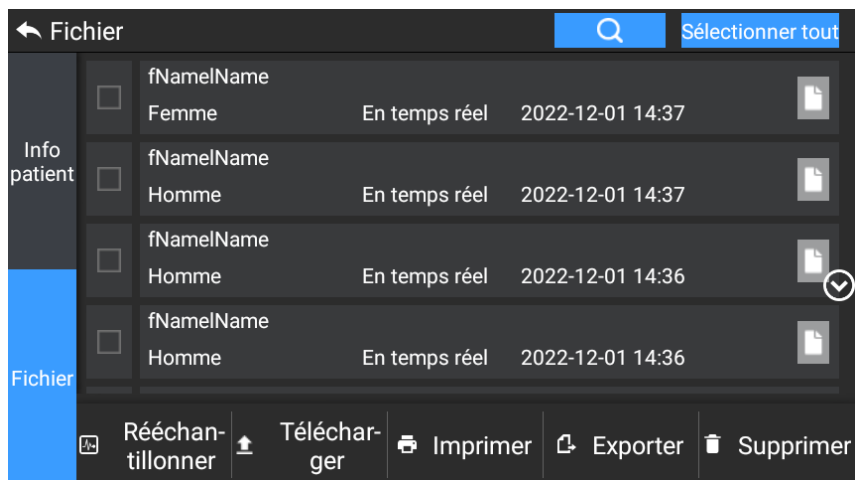 Fichier
Sélectionner tout
Info
patient
Fichier
fNamelName
Femme En temps réel 2022-12-01 14:37
fNamelName
Homme En temps réel 2022-12-01 14:37
fNamelName
Homme En temps réel 2022-12-01 14:36
fNamelName
Homme En temps réel 2022-12-01 14:36
Rééchan-
tillonner
Téléchar-
ger
Imprimer
Exporter
Supprimer